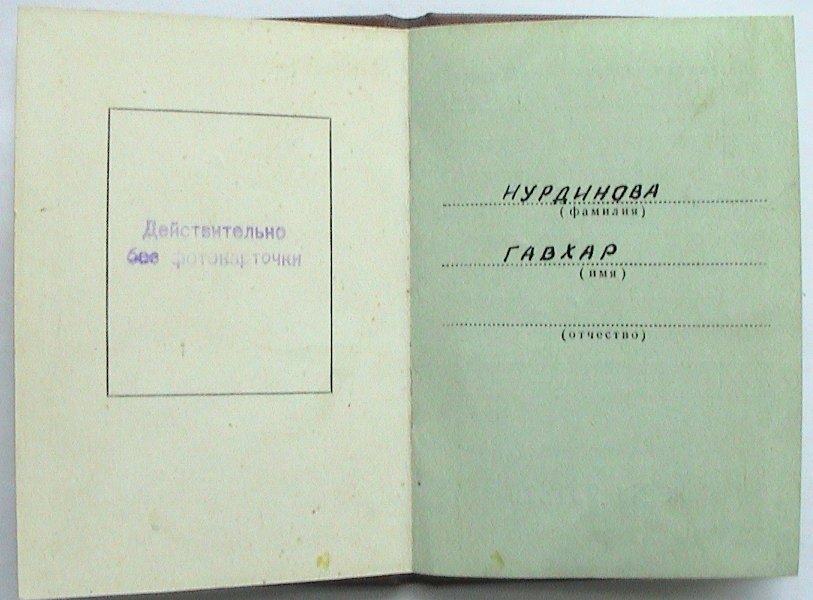 Действительно
без фотокарточки
НУРДИНОВА
(фамилия)
ГАВХАР
(имя)
(отчество)